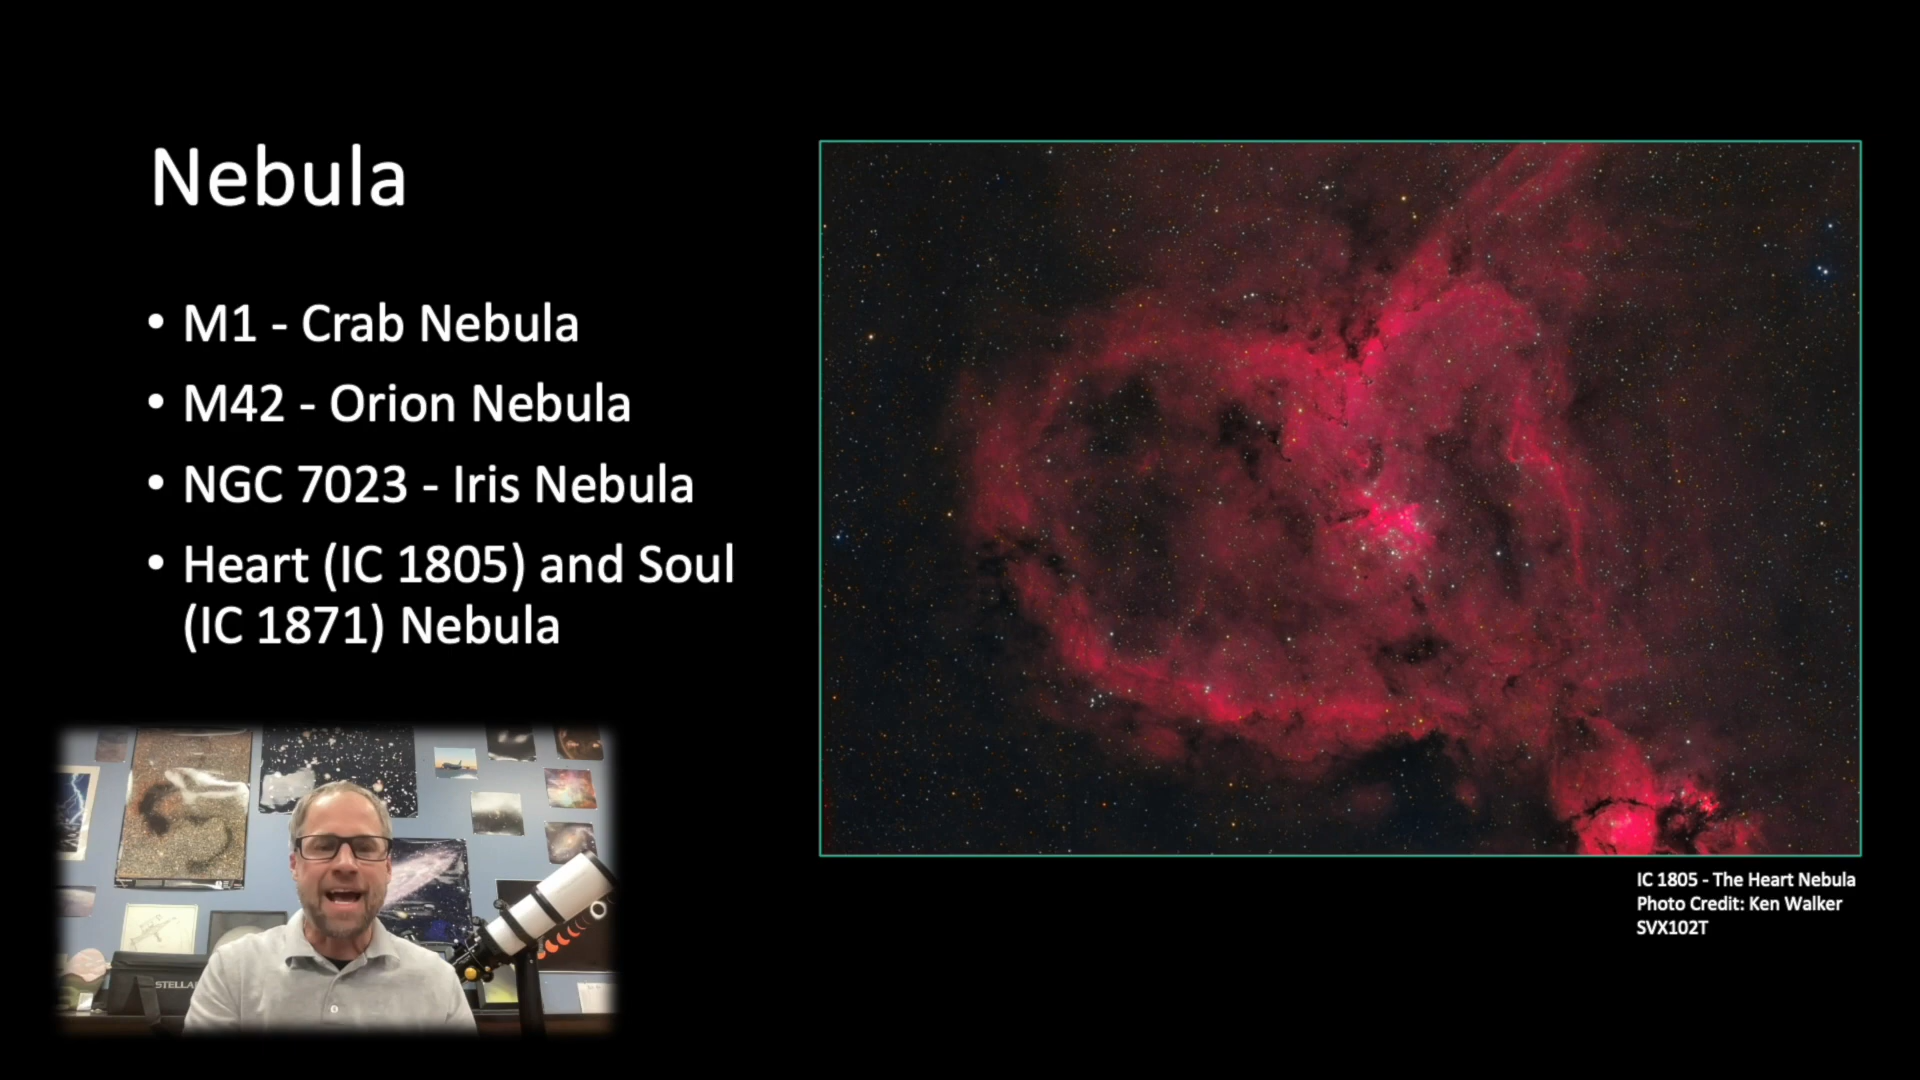 Nebula
• M1 - Crab Nebula
• M42 - Orion Nebula
• NGC 7023 - Iris Nebula
• Heart (IC 1805) and Soul
(IC 1871) Nebula
IC 1805 - The Heart Nebula
Photo Credit: Ken Walker
SVX102T
STELLA